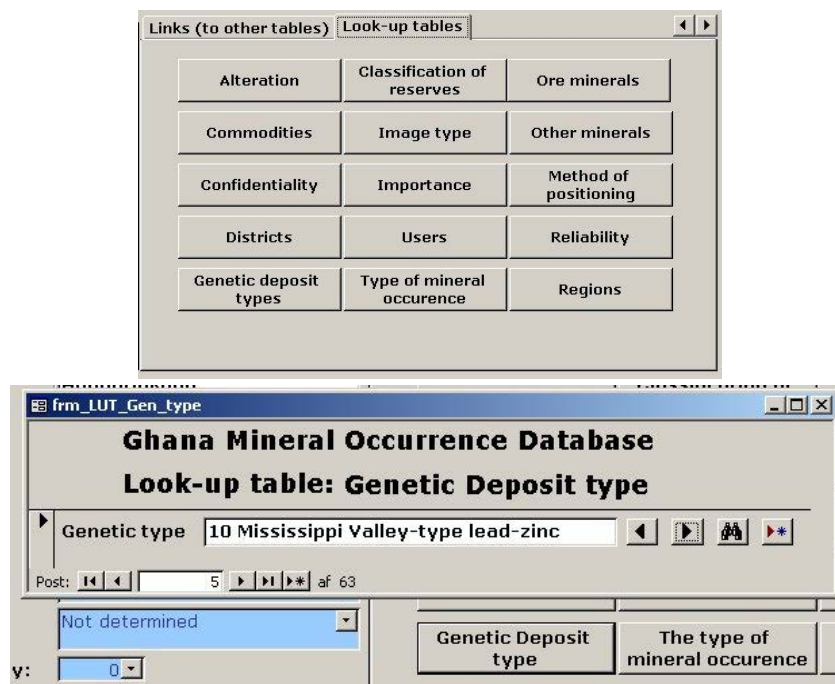 Links (to other tables) Look-up tables
Alteration Classification of reserves Ore minerals
Commodities Image type Other minerals
Confidentiality Importance Method of positioning
Districts Users Reliability
Genetic deposit types Type of mineral occurence Regions
frm_LUT_Gen_type
Ghana Mineral Occurrence Database
Look-up table: Genetic Deposit type
Genetic type 10 Mississippi Valley-type lead-zinc
Post: 5 af 63
Not determined
Genetic Deposit type The type of mineral occurence
y: 0